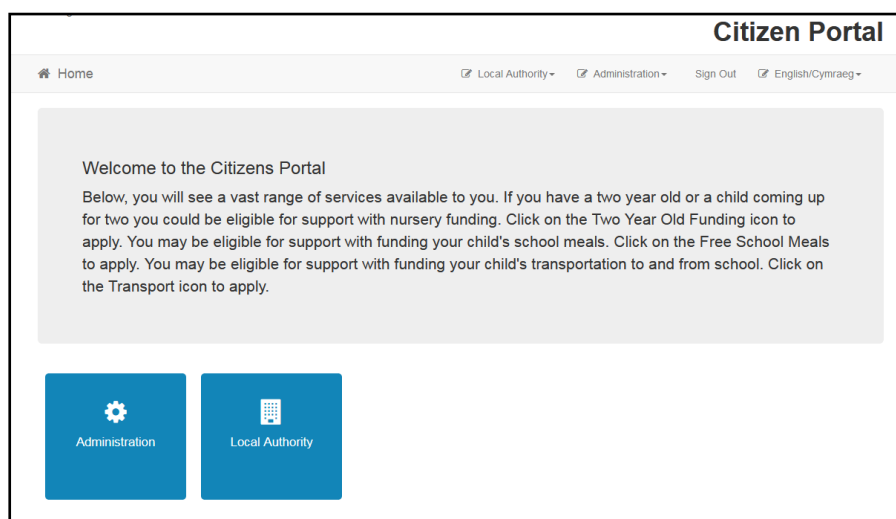 Citizen Portal
Home
Local Authority
Administration
Sign Out
English/Cymraeg
Welcome to the Citizens Portal
Below, you will see a vast range of services available to you. If you have a two year old or a child coming up
for two you could be eligible for support with nursery funding. Click on the Two Year Old Funding icon to
apply. You may be eligible for support with funding your child's school meals. Click on the Free School Meals
to apply. You may be eligible for support with funding your child's transportation to and from school. Click on
the Transport icon to apply.
Administration
Local Authority